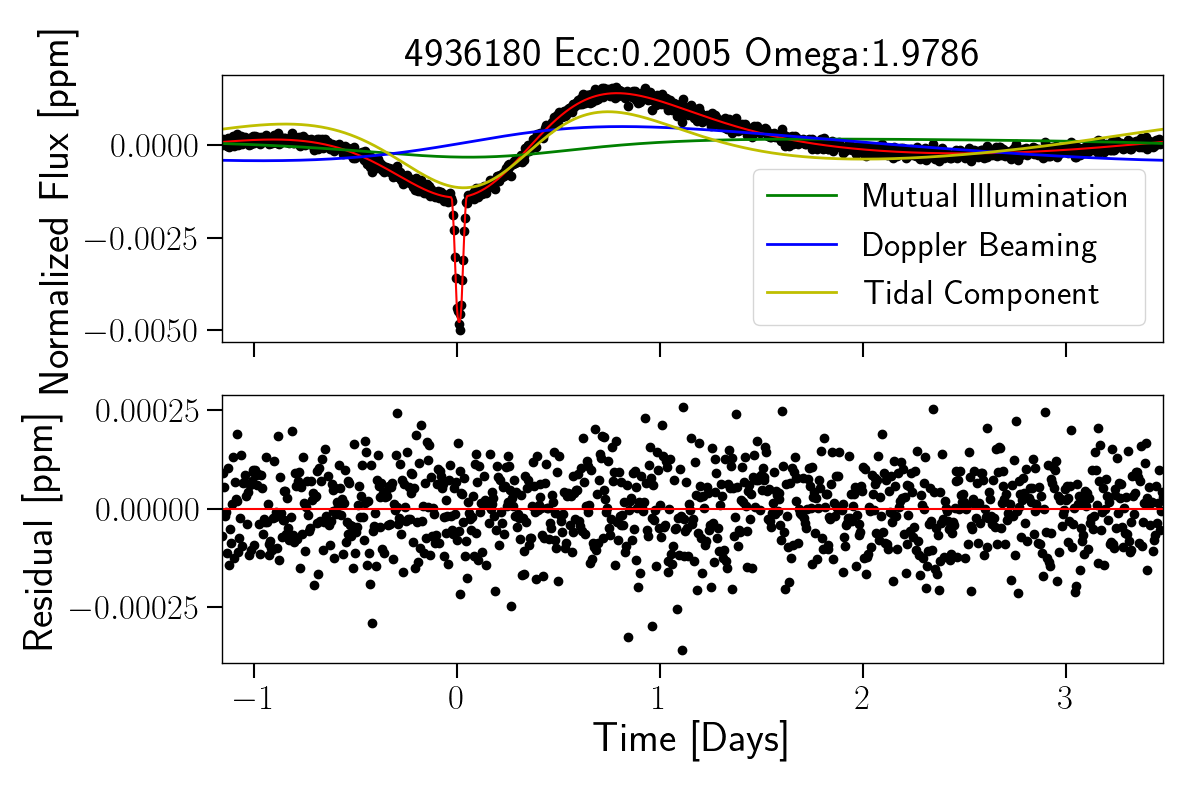 4936180 Ecc:0.2005 Omega:1.9786
Normalized Flux [ppm]
0.0000
−0.0025
−0.0050
Mutual Illumination
Doppler Beaming
Tidal Component
Residual [ppm]
0.00025
0.00000
−0.00025
−1 0 1 2 3
Time [Days]